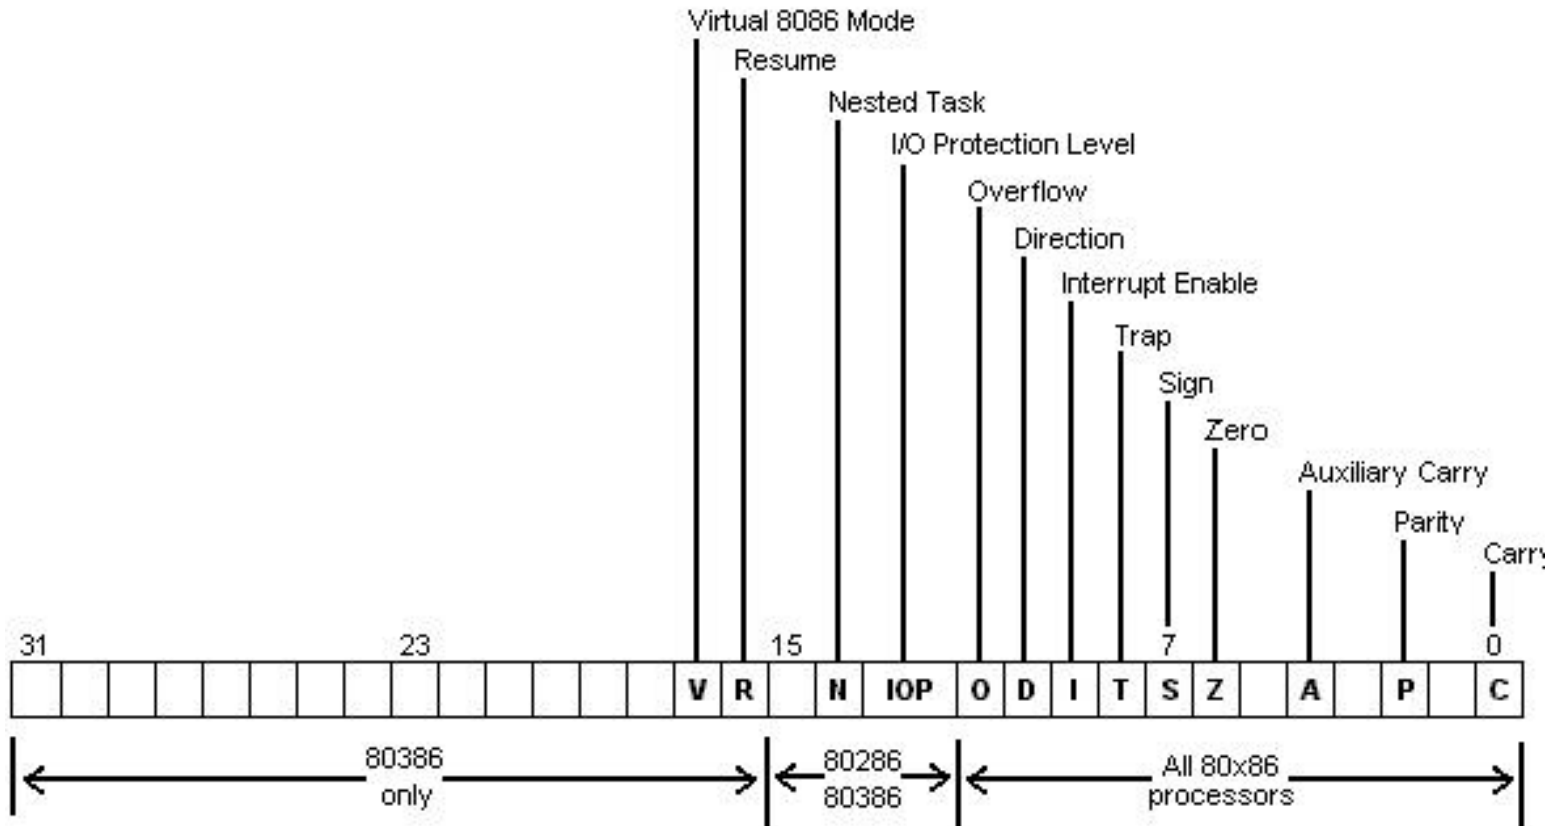 Virtual 8086 Mode
Resume
Nested Task
I/O Protection Level
Overflow
Direction
Interrupt Enable
Trap
Sign
Zero
Auxiliary Carry
Parity
Carry
31 23 15 7 0
V R N IOP O D I T S Z A P C
80386 only
80286 80386
All 80x86 processors